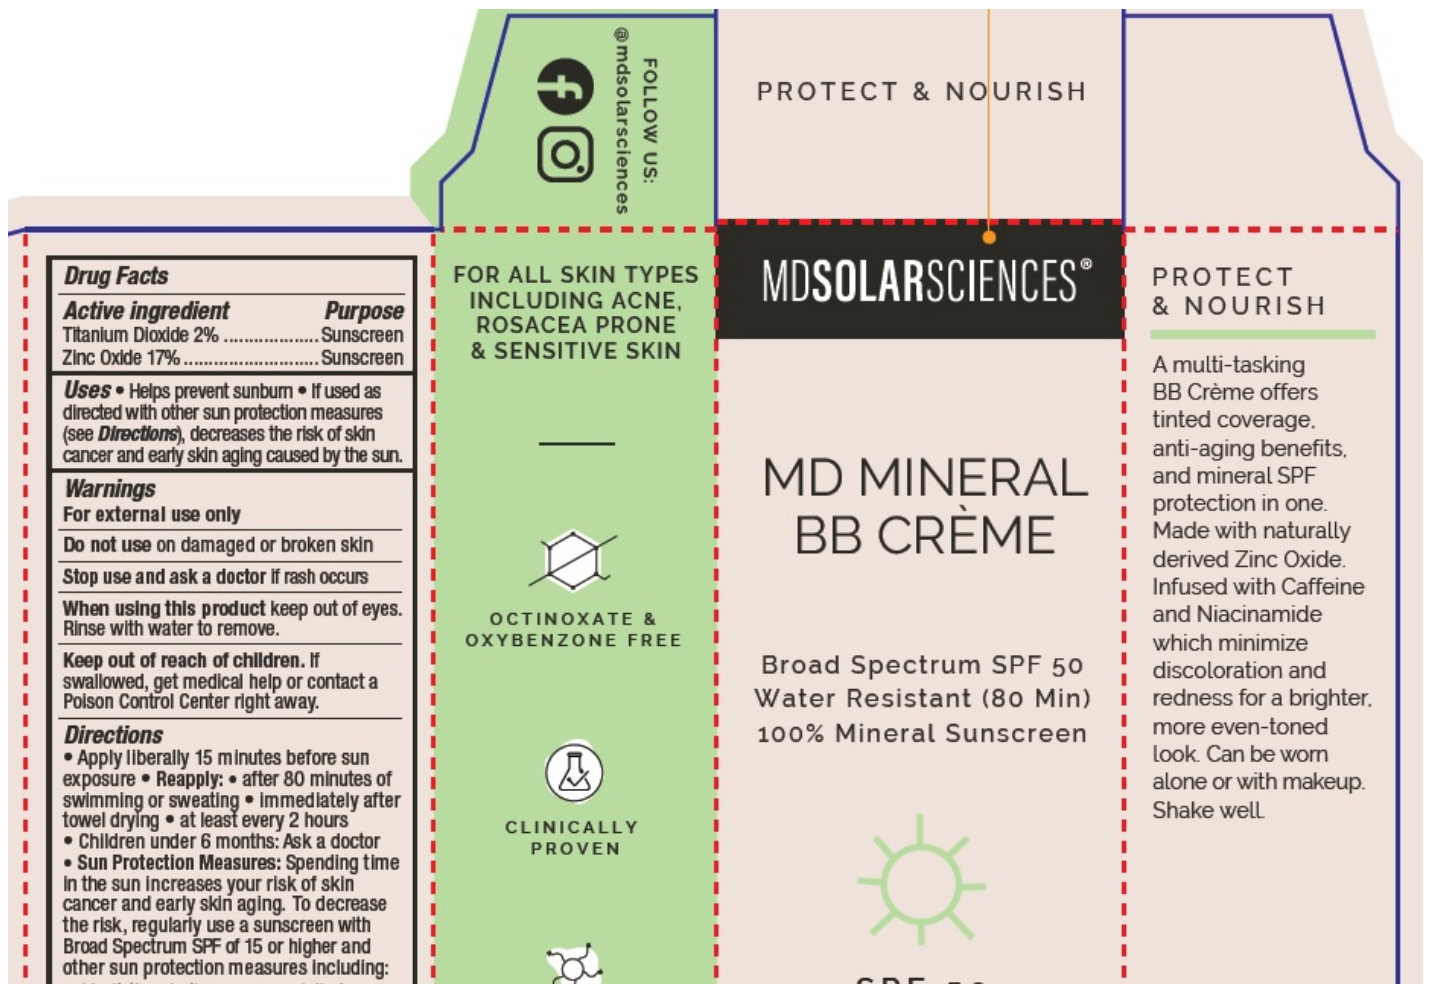 FOLLOW US:
@mdsolarsciences
PROTECT & NOURISH
Drug Facts
Active ingredient Purpose
Titanium Dioxide 2% ................... Sunscreen
Zinc Oxide 17% ........................... Sunscreen
Uses • Helps prevent sunburn • If used as
directed with other sun protection measures
(see Directions), decreases the risk of skin
cancer and early skin aging caused by the sun.
Warnings
For external use only
Do not use on damaged or broken skin
Stop use and ask a doctor if rash occurs
When using this product keep out of eyes.
Rinse with water to remove.
Keep out of reach of children. If
swallowed, get medical help or contact a
Poison Control Center right away.
Directions
• Apply liberally 15 minutes before sun
exposure • Reapply: • after 80 minutes of
swimming or sweating • immediately after
towel drying • at least every 2 hours
• Children under 6 months: Ask a doctor
• Sun Protection Measures: Spending time
in the sun increases your risk of skin
cancer and early skin aging. To decrease
the risk, regularly use a sunscreen with
Broad Spectrum SPF of 15 or higher and
other sun protection measures including:
FOR ALL SKIN TYPES
INCLUDING ACNE,
ROSACEA PRONE
& SENSITIVE SKIN
OCTINOXATE &
OXYBENZONE FREE
CLINICALLY
PROVEN
MDSOLARSCIENCES®
MD MINERAL
BB CRÈME
Broad Spectrum SPF 50
Water Resistant (80 Min)
100% Mineral Sunscreen
SPF 50
PROTECT
& NOURISH
A multi-tasking
BB Crème offers
tinted coverage,
anti-aging benefits,
and mineral SPF
protection in one.
Made with naturally
derived Zinc Oxide.
Infused with Caffeine
and Niacinamide
which minimize
discoloration and
redness for a brighter,
more even-toned
look. Can be worn
alone or with makeup.
Shake well.